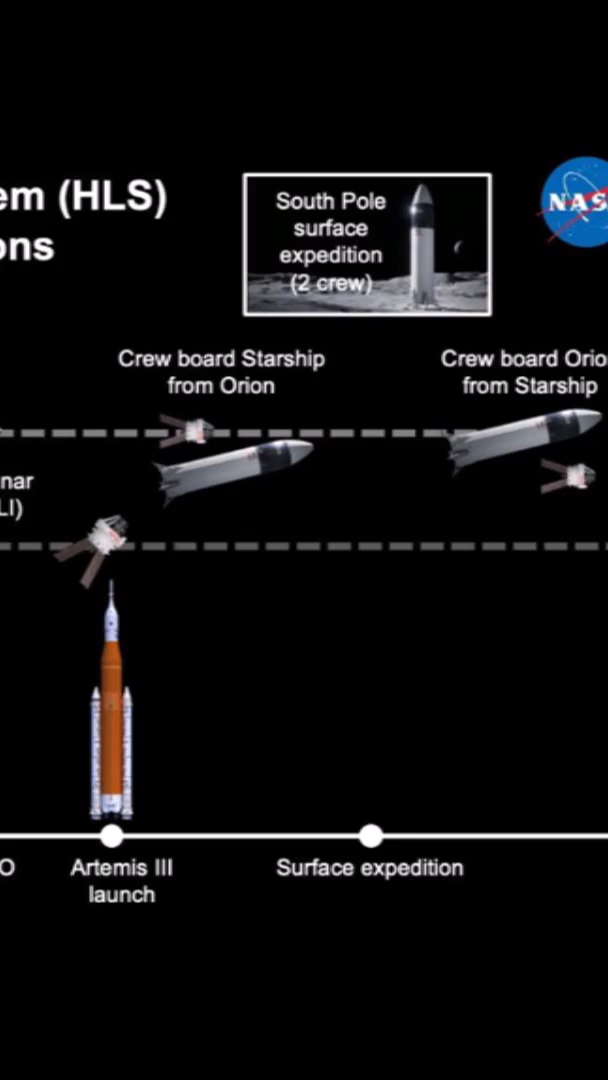 em (HLS)
ons
South Pole
surface
expedition
(2 crew)
NAS
Crew board Starship
from Orion
Crew board Orio
from Starship
nar
LI)
O
Artemis III
launch
Surface expedition